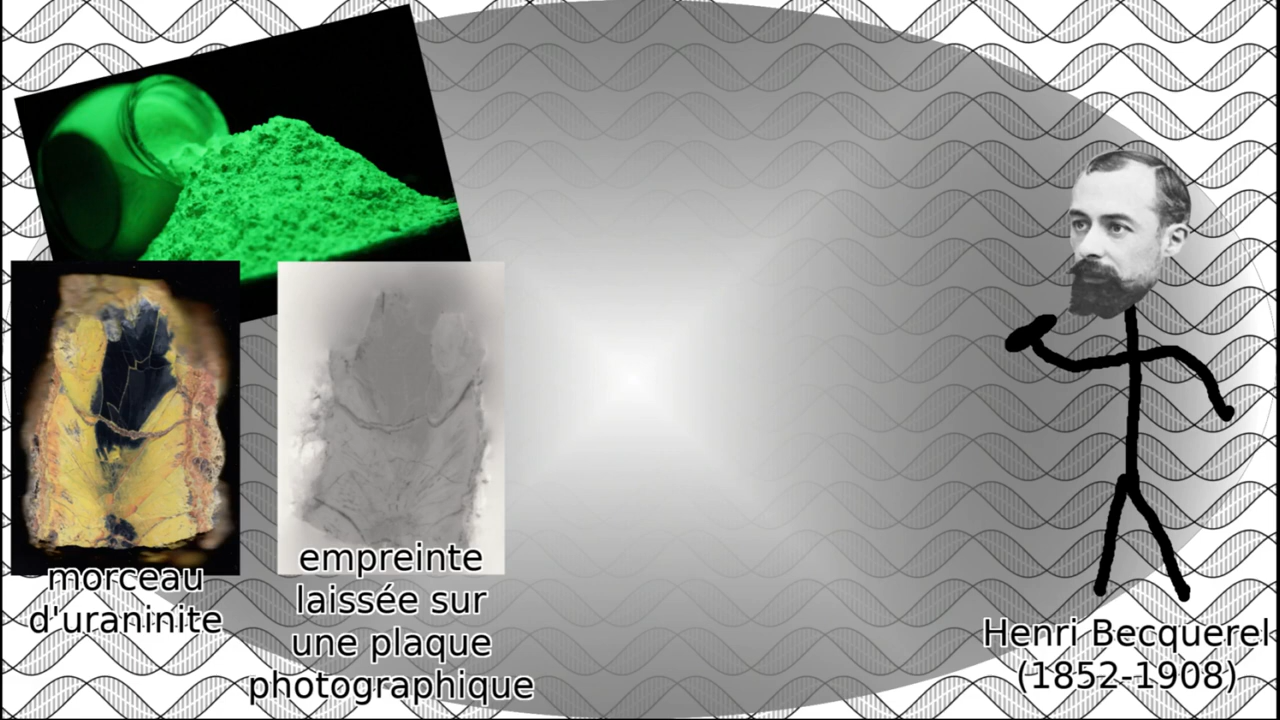 morceau
d'uraninite
empreinte
laissée sur
une plaque
photographique
Henri Becquerel
(1852-1908)